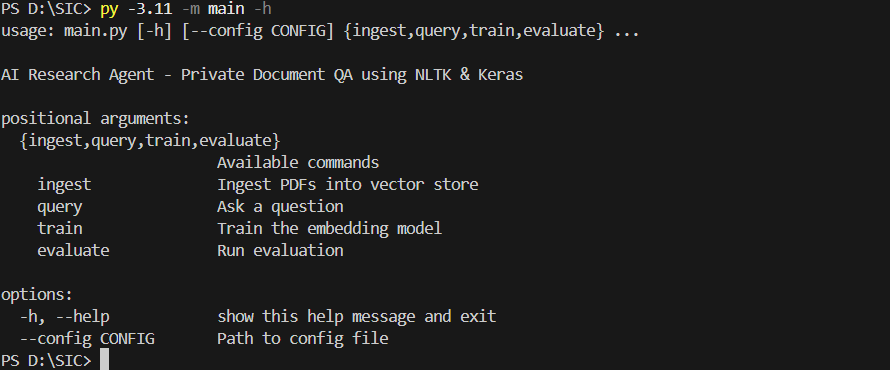 PS D:\SIC> py -3.11 -m main -h
usage: main.py [-h] [--config CONFIG] {ingest,query,train,evaluate} ...
AI Research Agent - Private Document QA using NLTK & Keras
positional arguments:
{ingest,query,train,evaluate}
Available commands
ingest Ingest PDFs into vector store
query Ask a question
train Train the embedding model
evaluate Run evaluation
options:
-h, --help show this help message and exit
--config CONFIG Path to config file
PS D:\SIC>